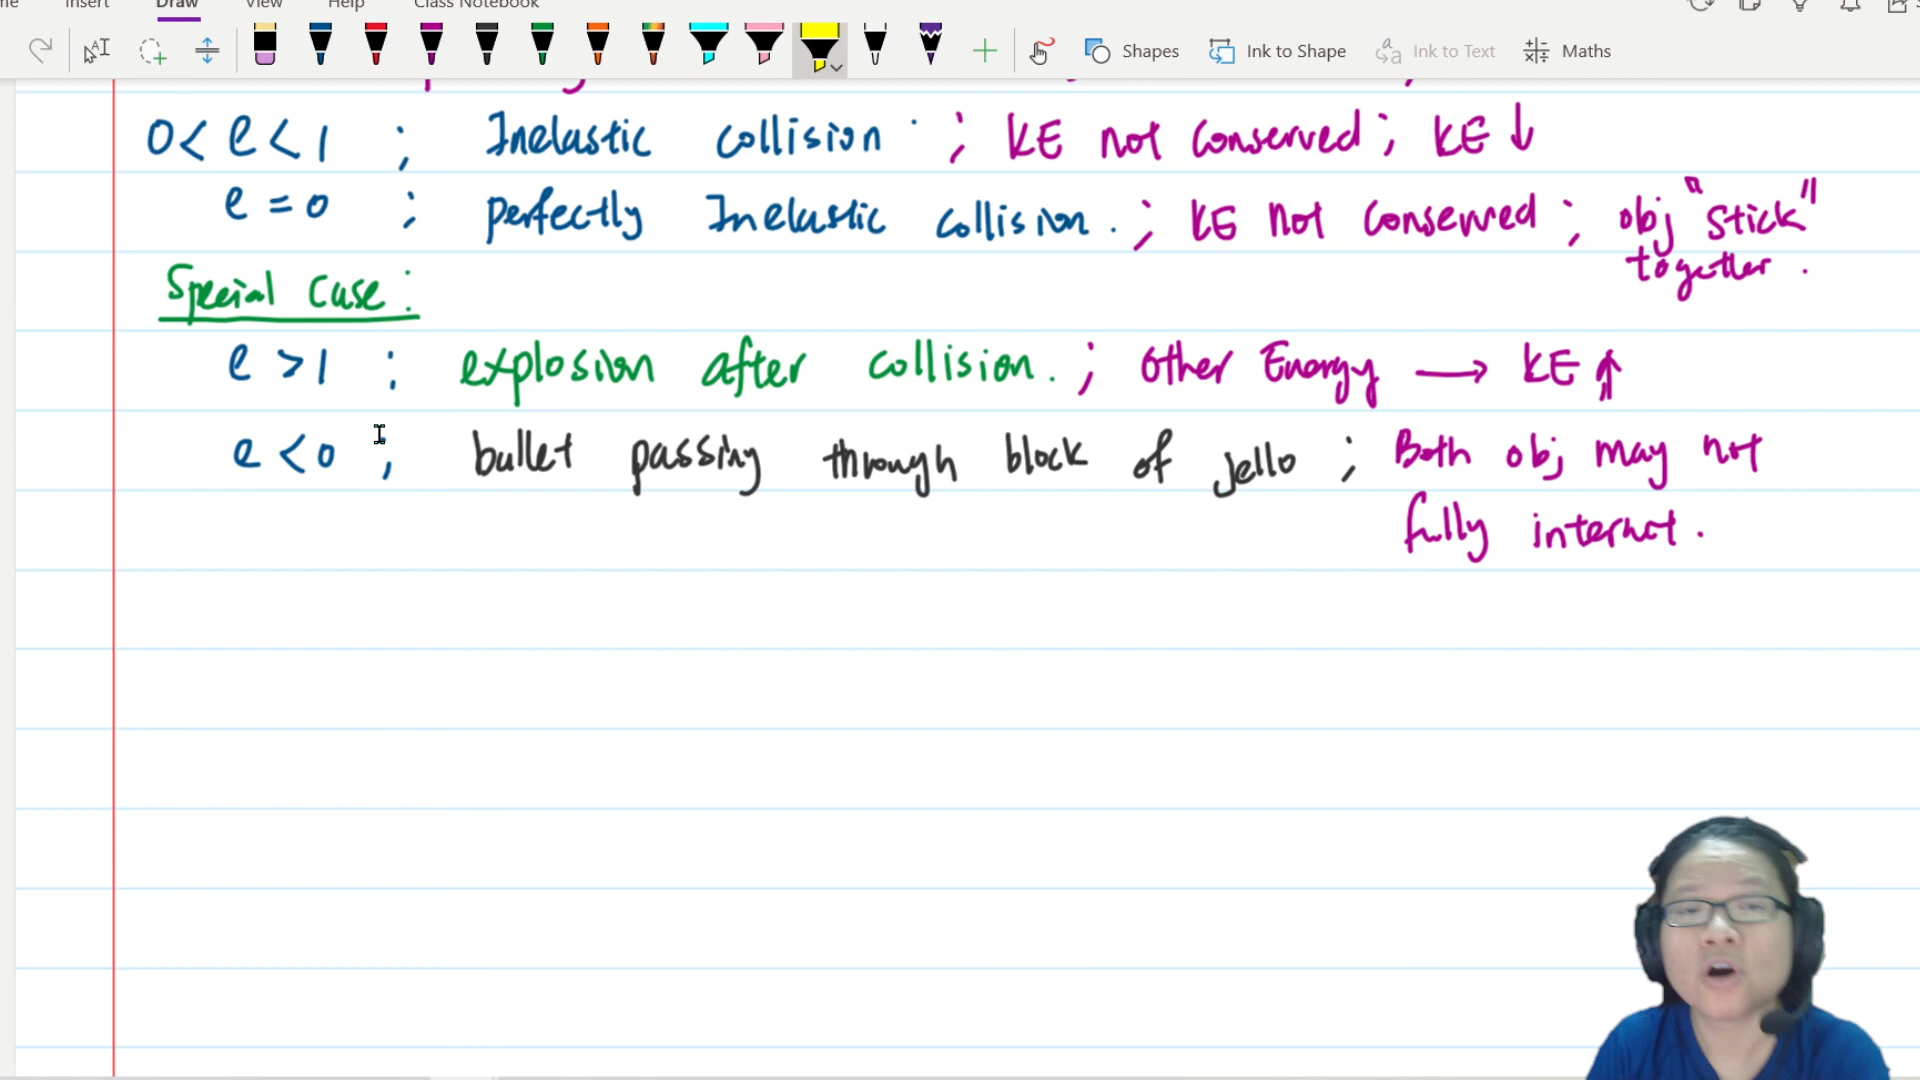 Insert Draw View Help Class Notebook
Shapes Ink to Shape Ink to Text Maths
0 < e < 1 ; Inelastic collision ; KE not conserved ; KE ↓
e = 0 ; perfectly Inelastic collision . ; KE not conserved ; obj "stick"
together .
Special Case :
e > 1 : explosion after collision . ; Other Energy → KE ↑
e < 0 ; bullet passing through block of jello ; Both obj may not
fully interact .